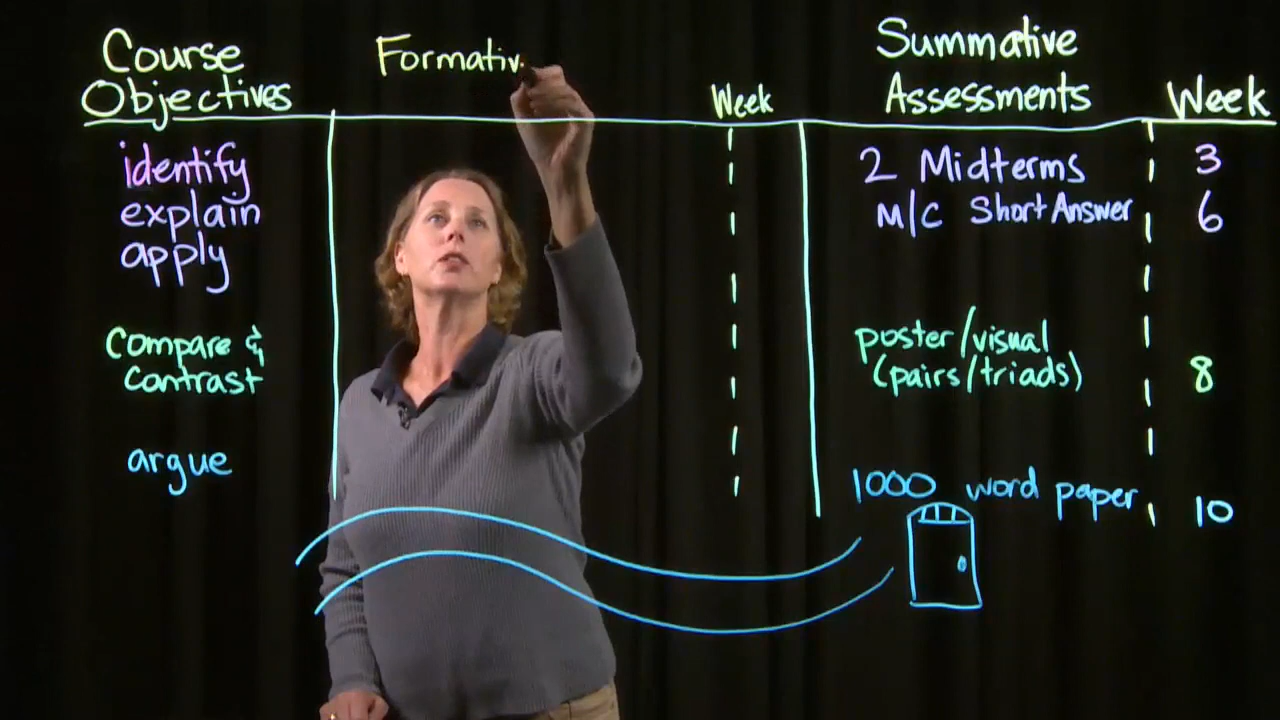 Course
Objectives
Formativ
Week
Summative
Assessments
Week
identify
explain
apply
2 Midterms
3
M/C Short Answer
6
compare &
contrast
poster/visual
(pairs/triads)
8
argue
1000 word paper
10